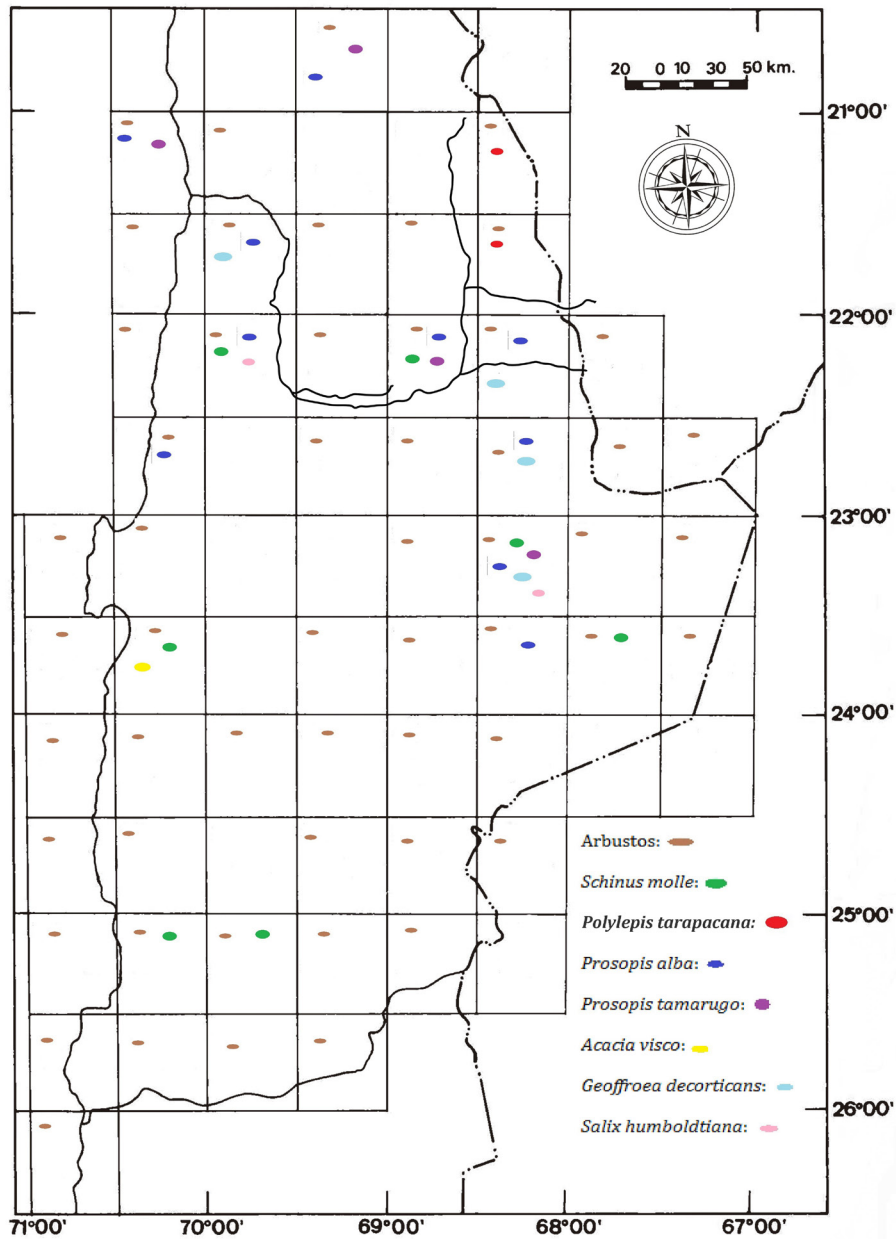 20 0 10 30 50 km.
N
21°00'
22°00'
23°00'
24°00'
25°00'
26°00'
Arbustos:
Schinus molle:
Polylepis tarapacana:
Prosopis alba:
Prosopis tamarugo:
Acacia visco:
Geoffroea decorticans:
Salix humboldtiana:
71°00' 70°00' 69°00' 68°00' 67°00'